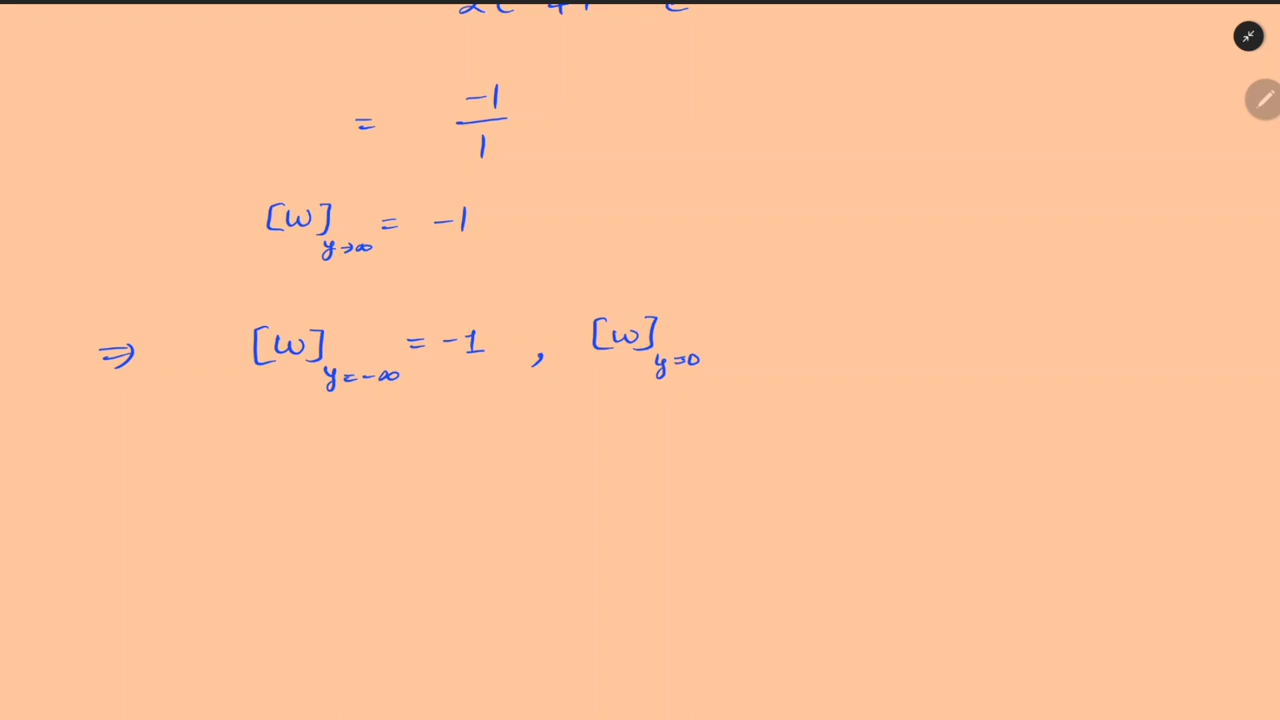 = -1/1
[w]y→∞ = -1
⇒ [w]y=-∞ = -1 , [w]y=0